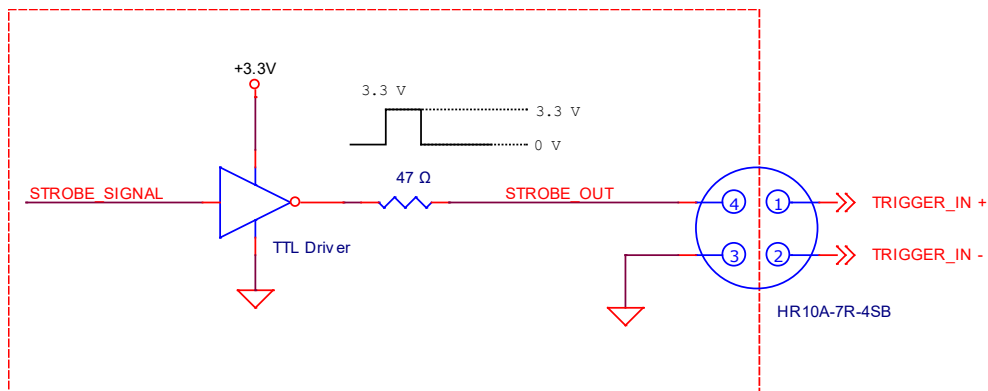 +3.3V
3.3 V
3.3 V
0 V
47 Ω
STROBE_SIGNAL
STROBE_OUT
TTL Driver
4
1
TRIGGER_IN +
3
2
TRIGGER_IN -
HR10A-7R-4SB